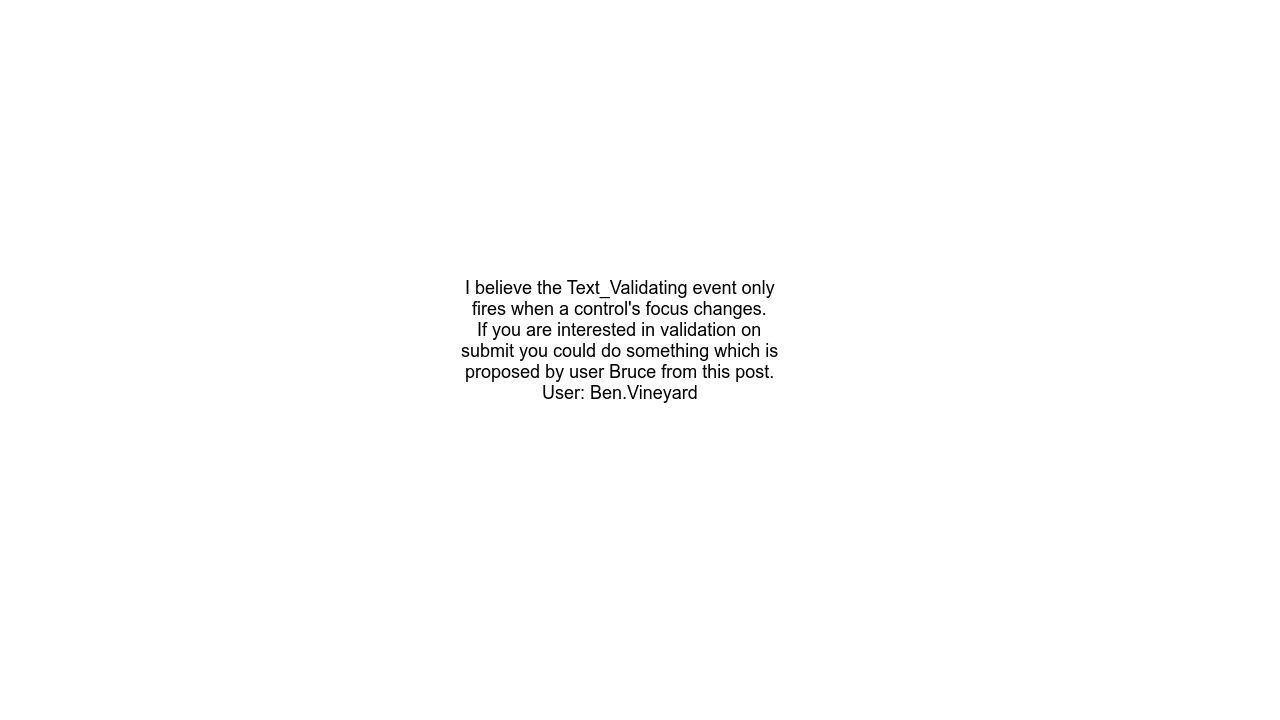 I believe the Text_Validating event only
fires when a control's focus changes.
If you are interested in validation on
submit you could do something which is
proposed by user Bruce from this post.
User: Ben.Vineyard